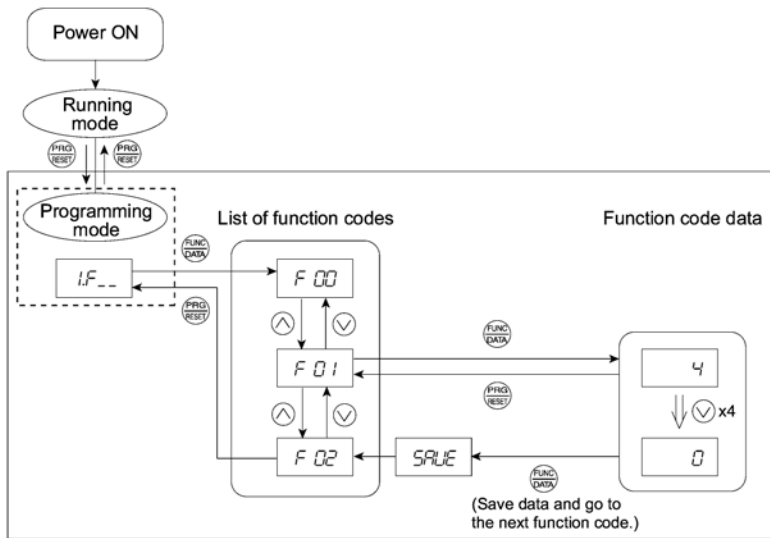 Power ON
Running
mode
PRG
RESET
PRG
RESET
Programming
mode
List of function codes
Function code data
FUNC
DATA
1.F__
F 00
PRG
RESET
FUNC
DATA
F 01
4
PRG
RESET
x4
F 02
SAVE
0
FUNC
DATA
(Save data and go to
the next function code.)